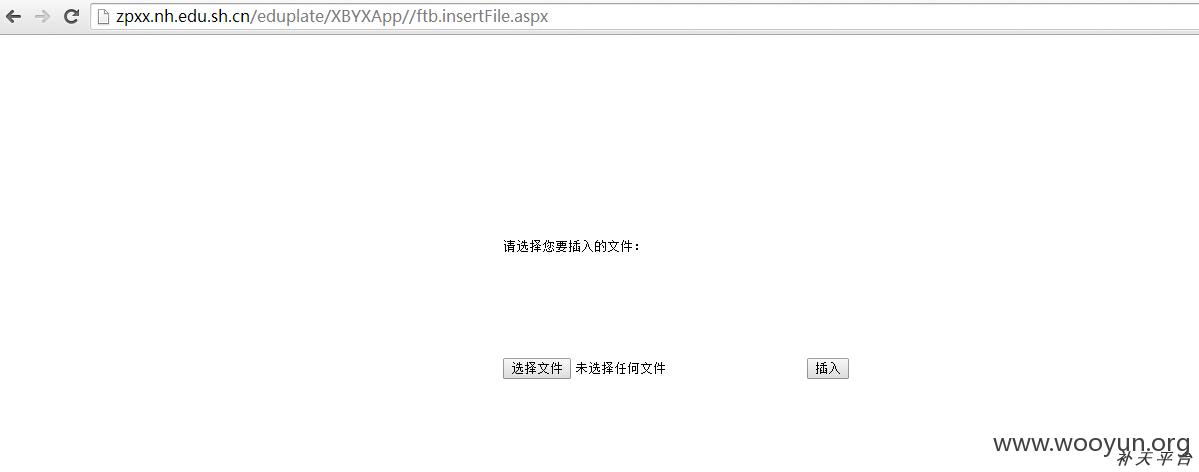 zpxx.nh.edu.sh.cn/eduplate/XBYXApp//ftb.insertFile.aspx
请选择您要插入的文件：
选择文件 未选择任何文件 插入
www.wooyun.org
补天平台